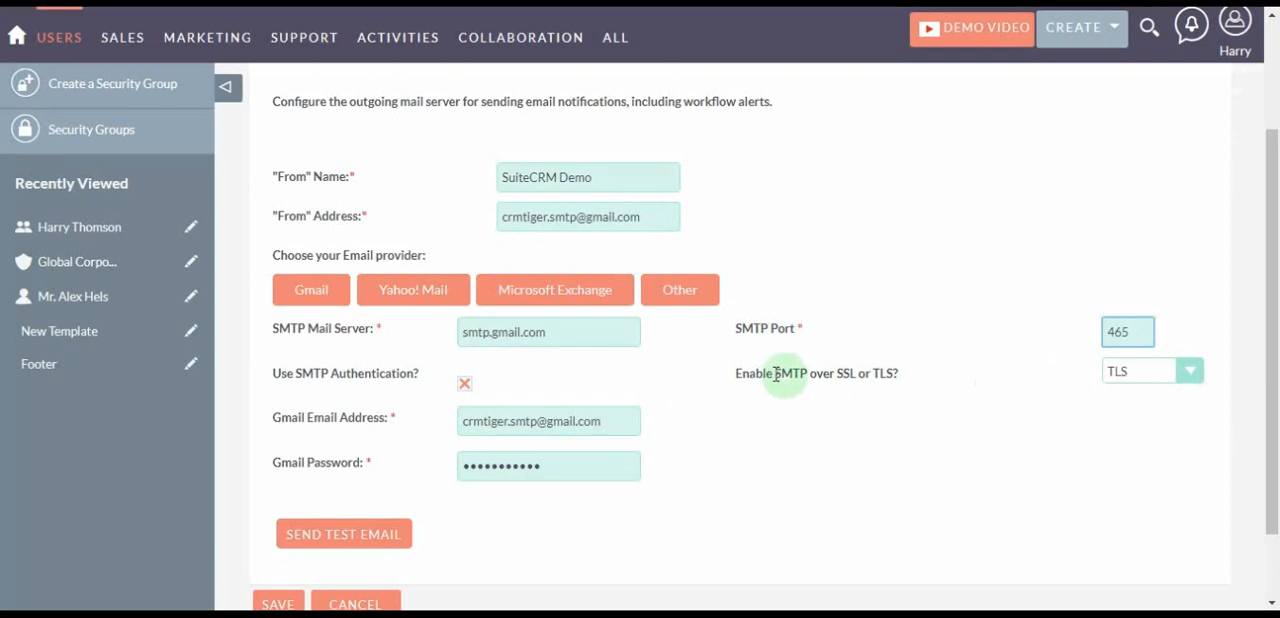 USERS SALES MARKETING SUPPORT ACTIVITIES COLLABORATION ALL DEMO VIDEO CREATE
Harry
Create a Security Group
Security Groups
Recently Viewed
Harry Thomson
Global Corpo...
Mr. Alex Hels
New Template
Footer
Configure the outgoing mail server for sending email notifications, including workflow alerts.
"From" Name:* SuiteCRM Demo
"From" Address:* crmtiger.smtp@gmail.com
Choose your Email provider:
Gmail Yahoo! Mail Microsoft Exchange Other
SMTP Mail Server: * smtp.gmail.com SMTP Port * 465
Use SMTP Authentication? Enable SMTP over SSL or TLS? TLS
Gmail Email Address: * crmtiger.smtp@gmail.com
Gmail Password: * •••••••••••
SEND TEST EMAIL
SAVE CANCEL